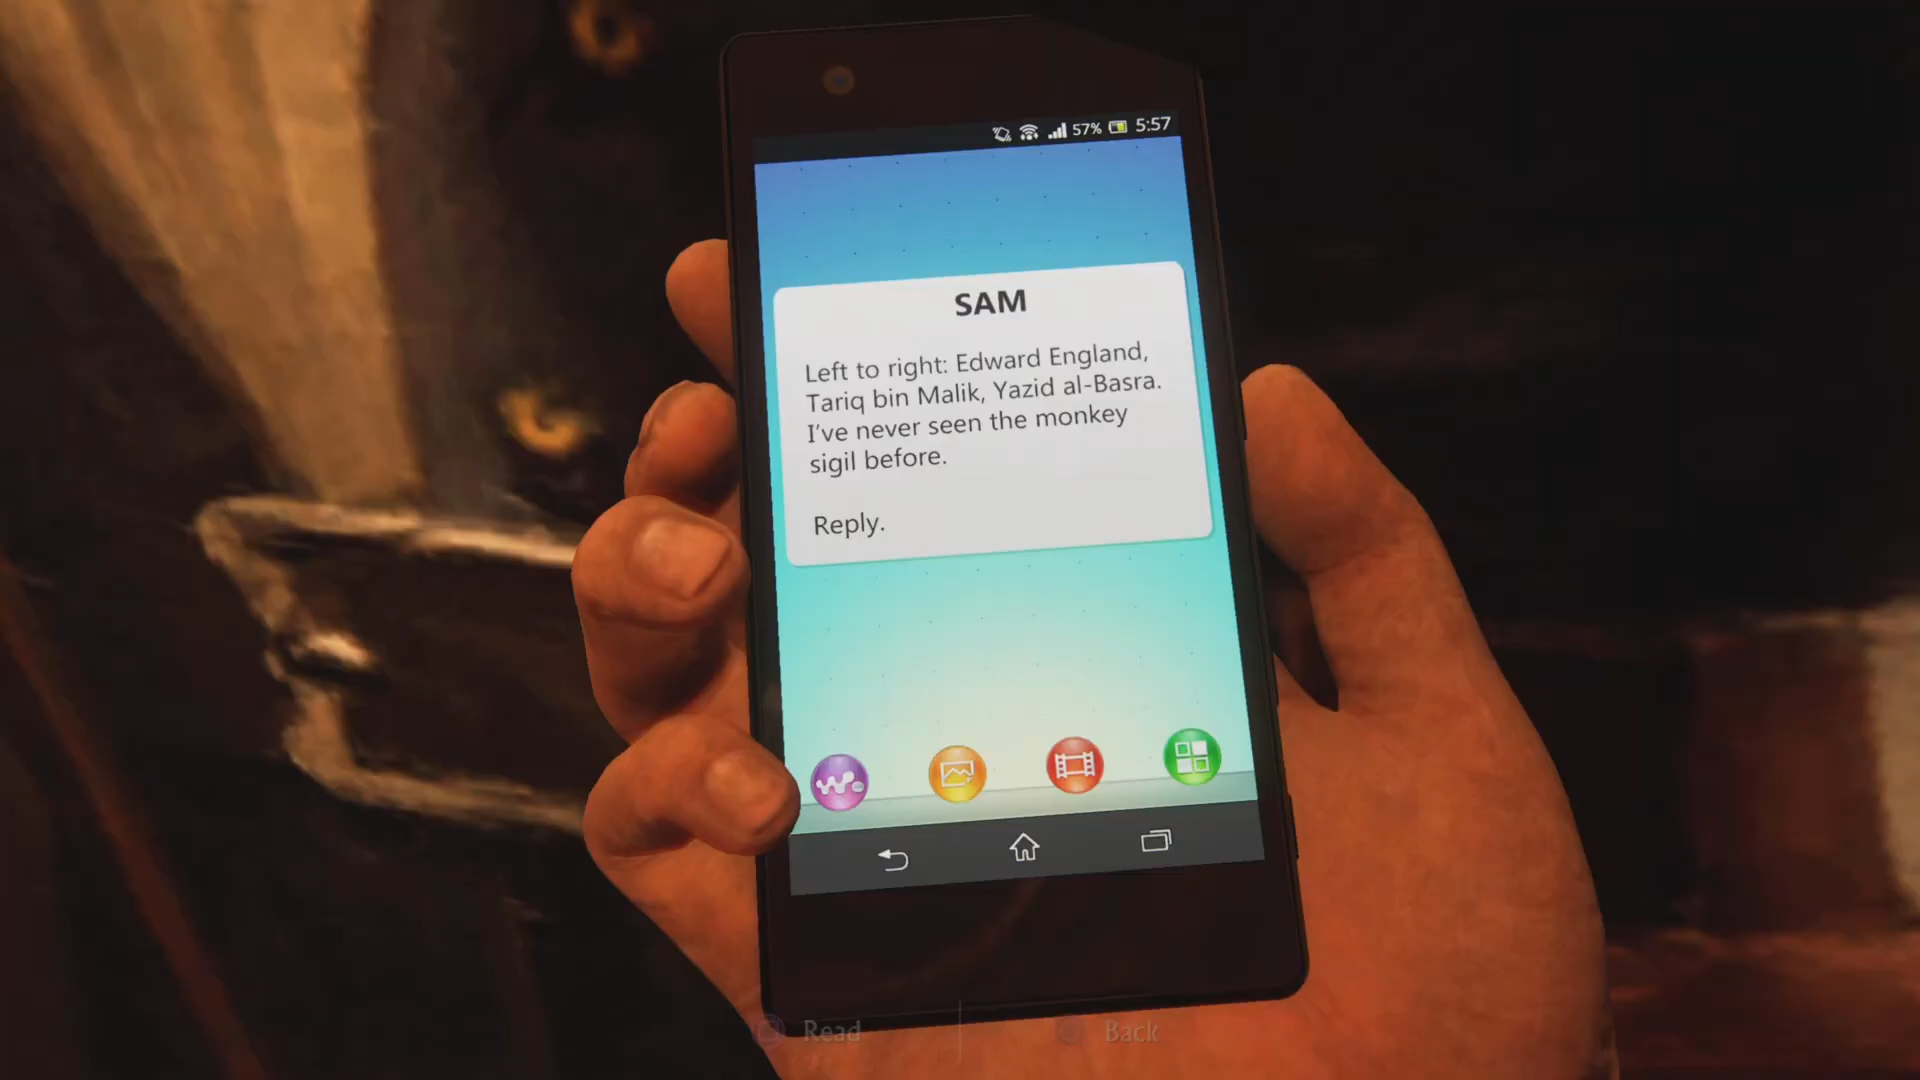 57% 5:57
SAM
Left to right: Edward England,
Tariq bin Malik, Yazid al-Basra.
I've never seen the monkey
sigil before.
Reply.
Read Back